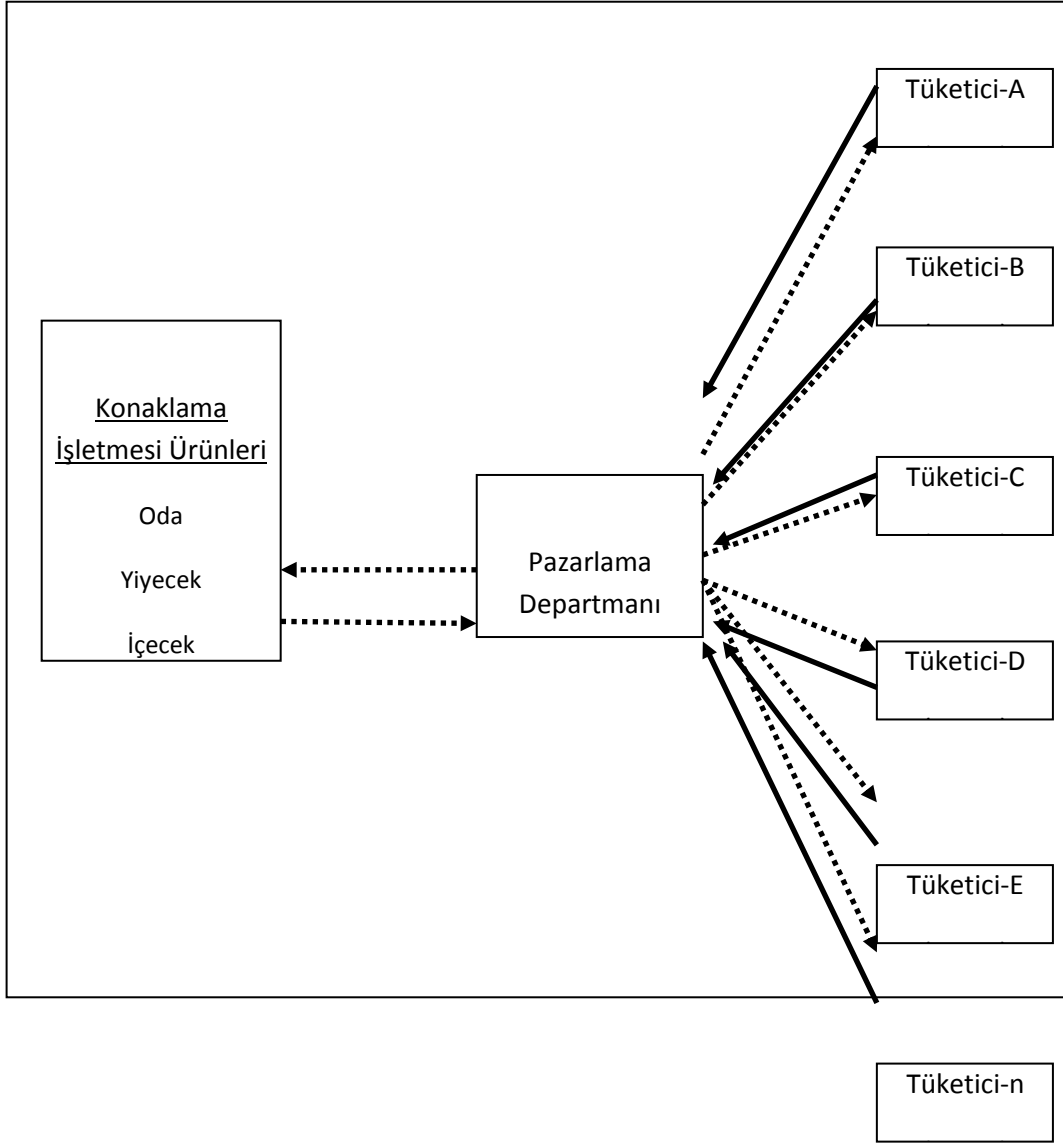 Konaklama
İşletmesi Ürünleri
Oda
Yiyecek
İçecek
Pazarlama
Departmanı
Tüketici-A
Tüketici-B
Tüketici-C
Tüketici-D
Tüketici-E
Tüketici-n